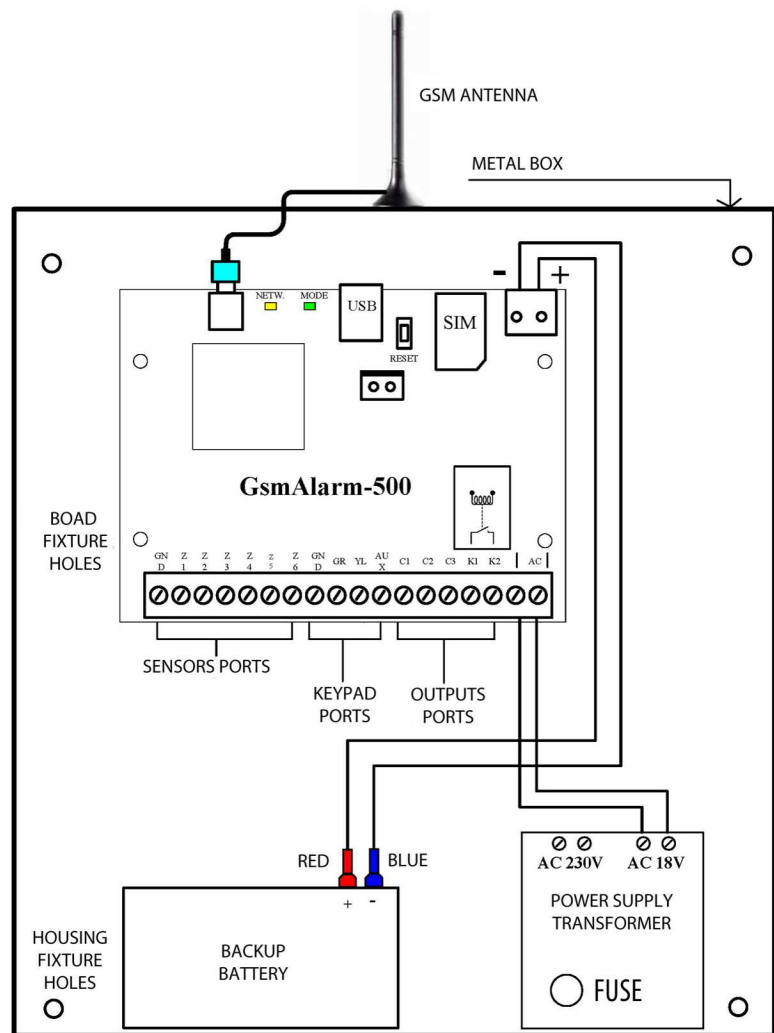 GSM ANTENNA
METAL BOX
- +
NETW.
MODE
USB
SIM
RESET
GsmAlarm-500
BOAD
FIXTURE
HOLES
GN Z Z Z Z Z Z GN GR YL AU C1 C2 C3 K1 K2 AC
D 1 2 3 4 5 6 D X
SENSORS PORTS
KEYPAD
PORTS
OUTPUTS
PORTS
RED
BLUE
+ -
AC 230V
AC 18V
POWER SUPPLY
TRANSFORMER
FUSE
BACKUP
BATTERY
HOUSING
FIXTURE
HOLES